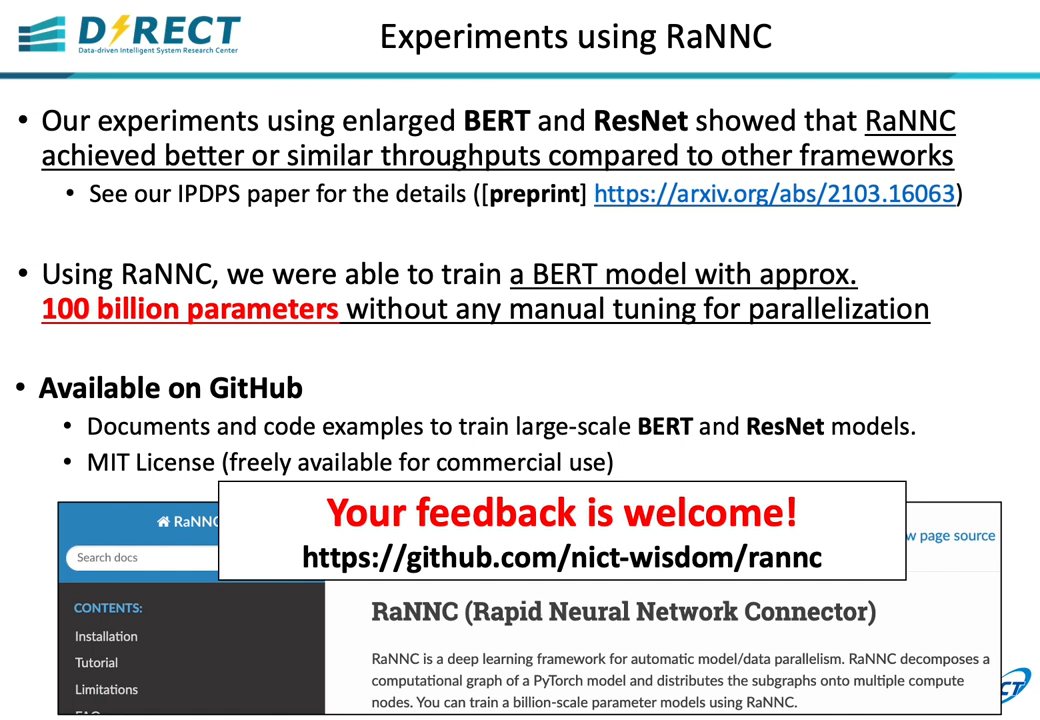 DIRECT
Data-driven Intelligent System Research Center
Experiments using RaNNC
• Our experiments using enlarged BERT and ResNet showed that RaNNC
achieved better or similar throughputs compared to other frameworks
• See our IPDPS paper for the details ([preprint] https://arxiv.org/abs/2103.16063)
• Using RaNNC, we were able to train a BERT model with approx.
100 billion parameters without any manual tuning for parallelization
• Available on GitHub
• Documents and code examples to train large-scale BERT and ResNet models.
• MIT License (freely available for commercial use)
Your feedback is welcome!
https://github.com/nict-wisdom/rannc
RaNNC
Search docs
page source
CONTENTS:
Installation
Tutorial
Limitations
FAQ
RaNNC (Rapid Neural Network Connector)
RaNNC is a deep learning framework for automatic model/data parallelism. RaNNC decomposes a
computational graph of a PyTorch model and distributes the subgraphs onto multiple compute
nodes. You can train a billion-scale parameter models using RaNNC.
CT